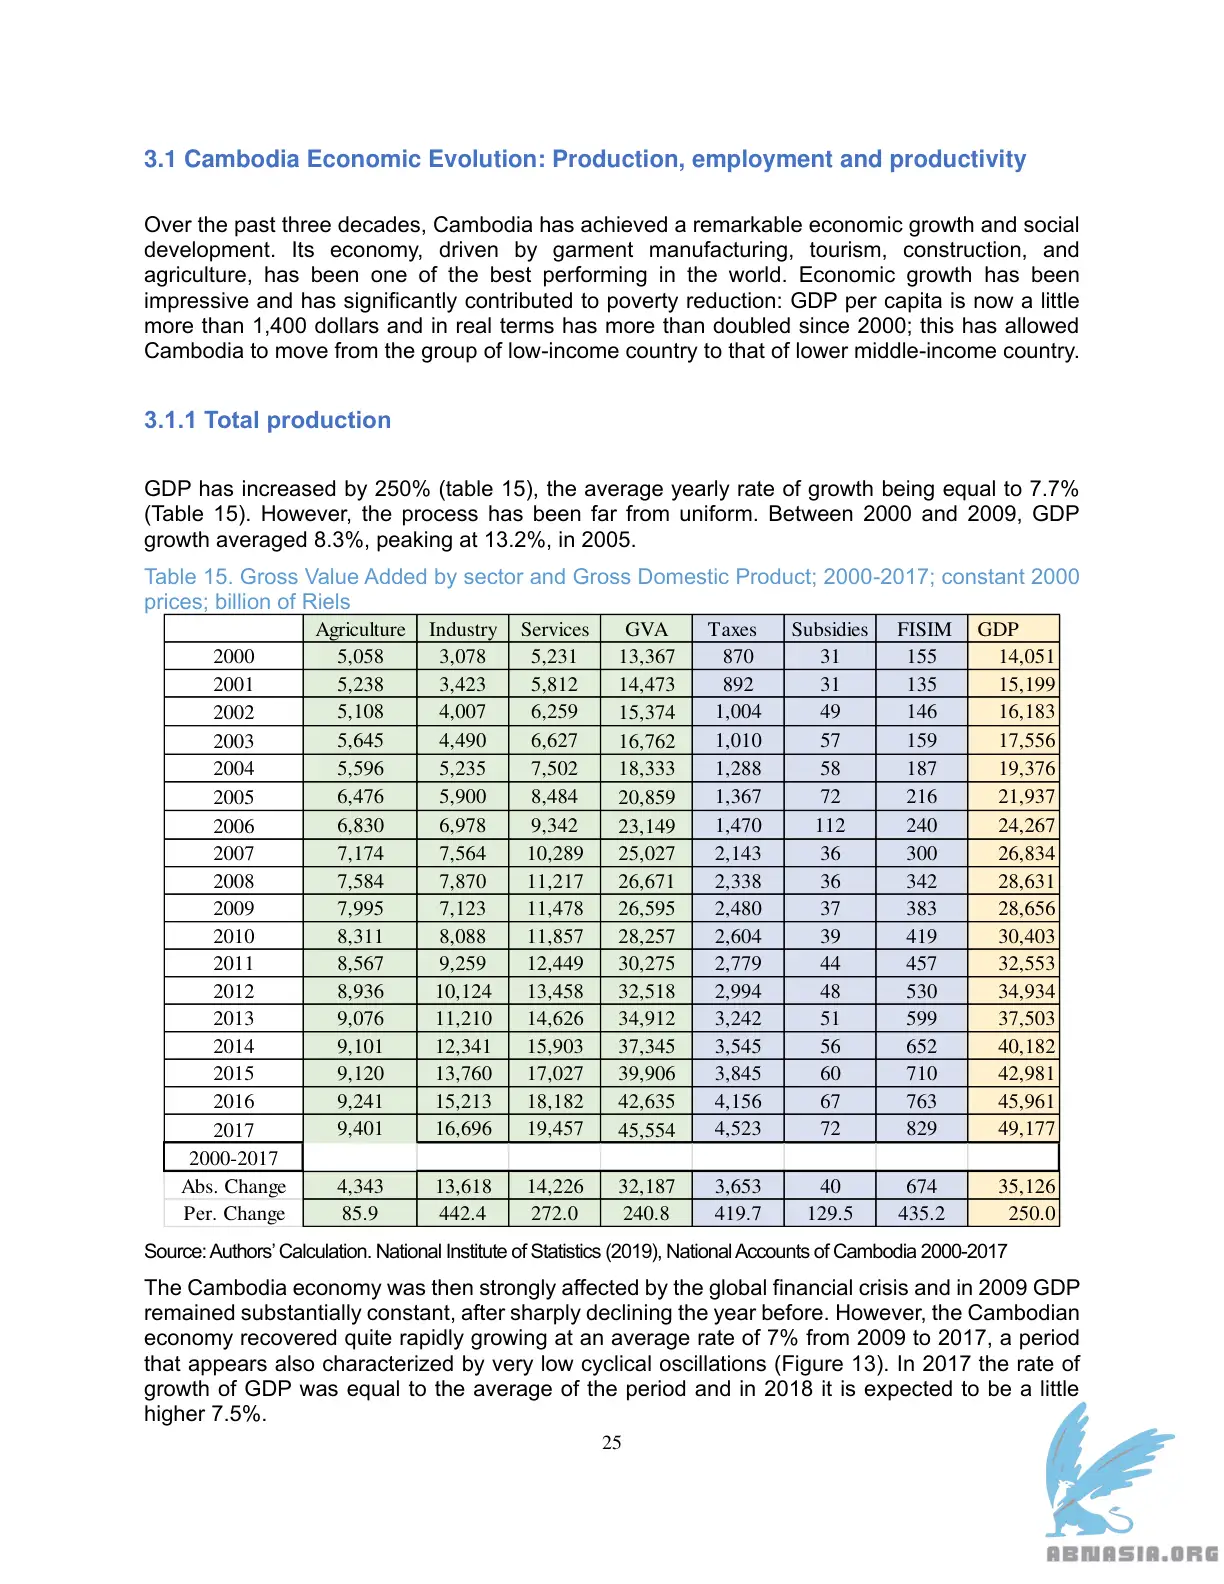 3.1 Cambodia Economic Evolution: Production, employment and productivity
Over the past three decades, Cambodia has achieved a remarkable economic growth and social
development. Its economy, driven by garment manufacturing, tourism, construction, and
agriculture, has been one of the best performing in the world. Economic growth has been
impressive and has significantly contributed to poverty reduction: GDP per capita is now a little
more than 1,400 dollars and in real terms has more than doubled since 2000; this has allowed
Cambodia to move from the group of low-income country to that of lower middle-income country.
3.1.1 Total production
GDP has increased by 250% (table 15), the average yearly rate of growth being equal to 7.7%
(Table 15). However, the process has been far from uniform. Between 2000 and 2009, GDP
growth averaged 8.3%, peaking at 13.2%, in 2005.
Table 15. Gross Value Added by sector and Gross Domestic Product; 2000-2017; constant 2000
prices; billion of Riels
Agriculture Industry Services GVA Taxes Subsidies FISIM GDP
2000 5,058 3,078 5,231 13,367 870 31 155 14,051
2001 5,238 3,423 5,812 14,473 892 31 135 15,199
2002 5,108 4,007 6,259 15,374 1,004 49 146 16,183
2003 5,645 4,490 6,627 16,762 1,010 57 159 17,556
2004 5,596 5,235 7,502 18,333 1,288 58 187 19,376
2005 6,476 5,900 8,484 20,859 1,367 72 216 21,937
2006 6,830 6,978 9,342 23,149 1,470 112 240 24,267
2007 7,174 7,564 10,289 25,027 2,143 36 300 26,834
2008 7,584 7,870 11,217 26,671 2,338 36 342 28,631
2009 7,995 7,123 11,478 26,595 2,480 37 383 28,656
2010 8,311 8,088 11,857 28,257 2,604 39 419 30,403
2011 8,567 9,259 12,449 30,275 2,779 44 457 32,553
2012 8,936 10,124 13,458 32,518 2,994 48 530 34,934
2013 9,076 11,210 14,626 34,912 3,242 51 599 37,503
2014 9,101 12,341 15,903 37,345 3,545 56 652 40,182
2015 9,120 13,760 17,027 39,906 3,845 60 710 42,981
2016 9,241 15,213 18,182 42,635 4,156 67 763 45,961
2017 9,401 16,696 19,457 45,554 4,523 72 829 49,177
2000-2017
Abs. Change 4,343 13,618 14,226 32,187 3,653 40 674 35,126
Per. Change 85.9 442.4 272.0 240.8 419.7 129.5 435.2 250.0
Source: Authors' Calculation. National Institute of Statistics (2019), National Accounts of Cambodia 2000-2017
The Cambodia economy was then strongly affected by the global financial crisis and in 2009 GDP
remained substantially constant, after sharply declining the year before. However, the Cambodian
economy recovered quite rapidly growing at an average rate of 7% from 2009 to 2017, a period
that appears also characterized by very low cyclical oscillations (Figure 13). In 2017 the rate of
growth of GDP was equal to the average of the period and in 2018 it is expected to be a little
higher 7.5%.
25
ABNASIA.ORG